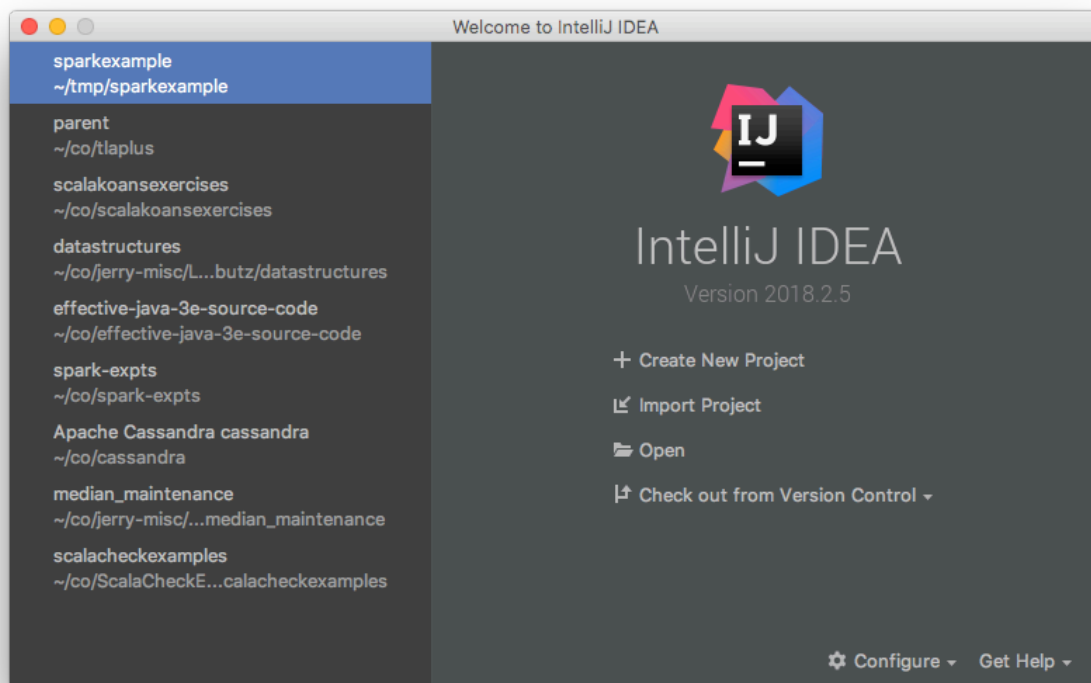 Welcome to IntelliJ IDEA
sparkexample
~/tmp/sparkexample
parent
~/co/tlaplus
scalakoansexercises
~/co/scalakoansexercises
datastructures
~/co/jerry-misc/L...butz/datastructures
effective-java-3e-source-code
~/co/effective-java-3e-source-code
spark-expts
~/co/spark-expts
Apache Cassandra cassandra
~/co/cassandra
median_maintenance
~/co/jerry-misc/...median_maintenance
scalacheckexamples
~/co/ScalaCheckE...calacheckexamples
IJ
IntelliJ IDEA
Version 2018.2.5
Create New Project
Import Project
Open
Check out from Version Control
Configure
Get Help